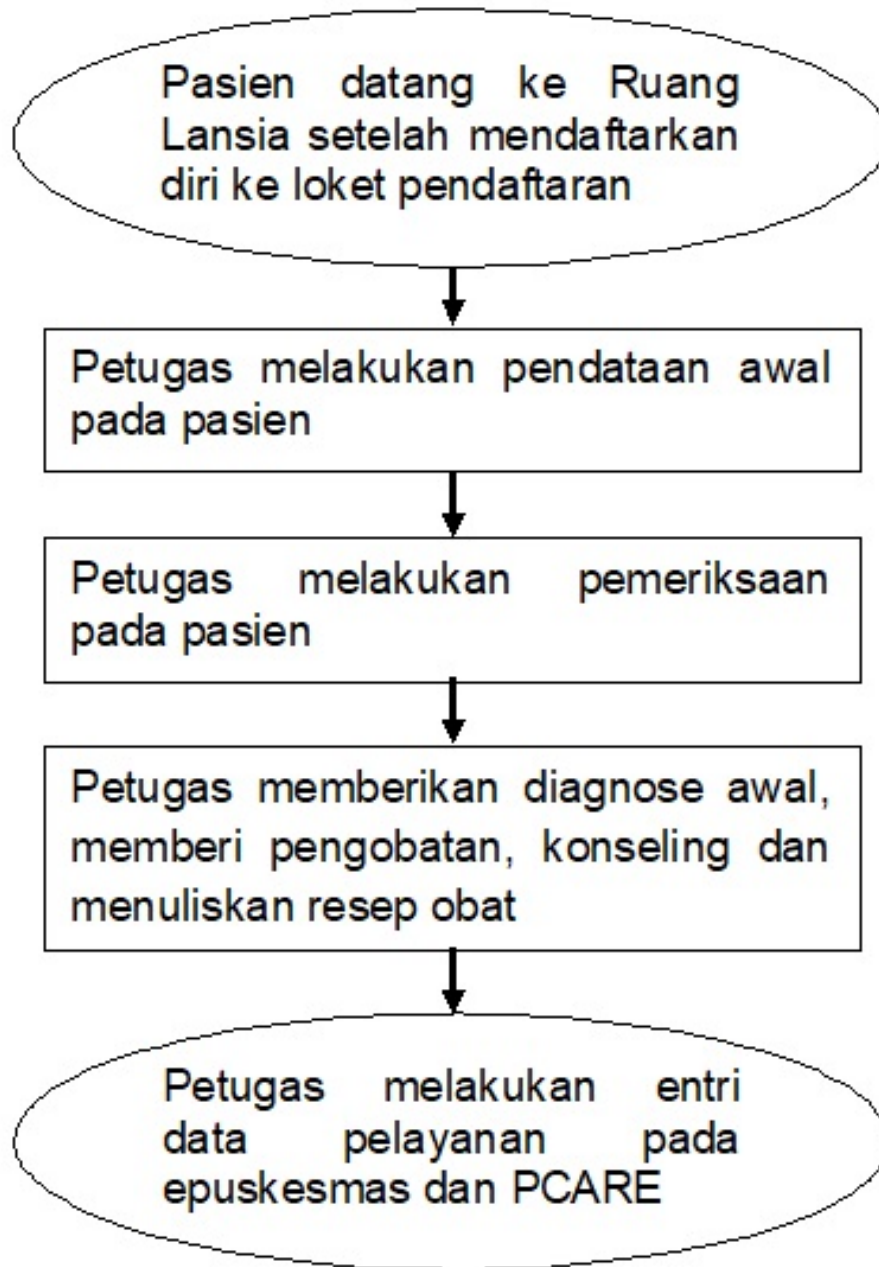 Pasien datang ke Ruang
Lansia setelah mendaftarkan
diri ke loket pendaftaran
Petugas melakukan pendataan awal
pada pasien
Petugas melakukan pemeriksaan
pada pasien
Petugas memberikan diagnose awal,
memberi pengobatan, konseling dan
menuliskan resep obat
Petugas melakukan entri
data pelayanan pada
epuskesmas dan PCARE